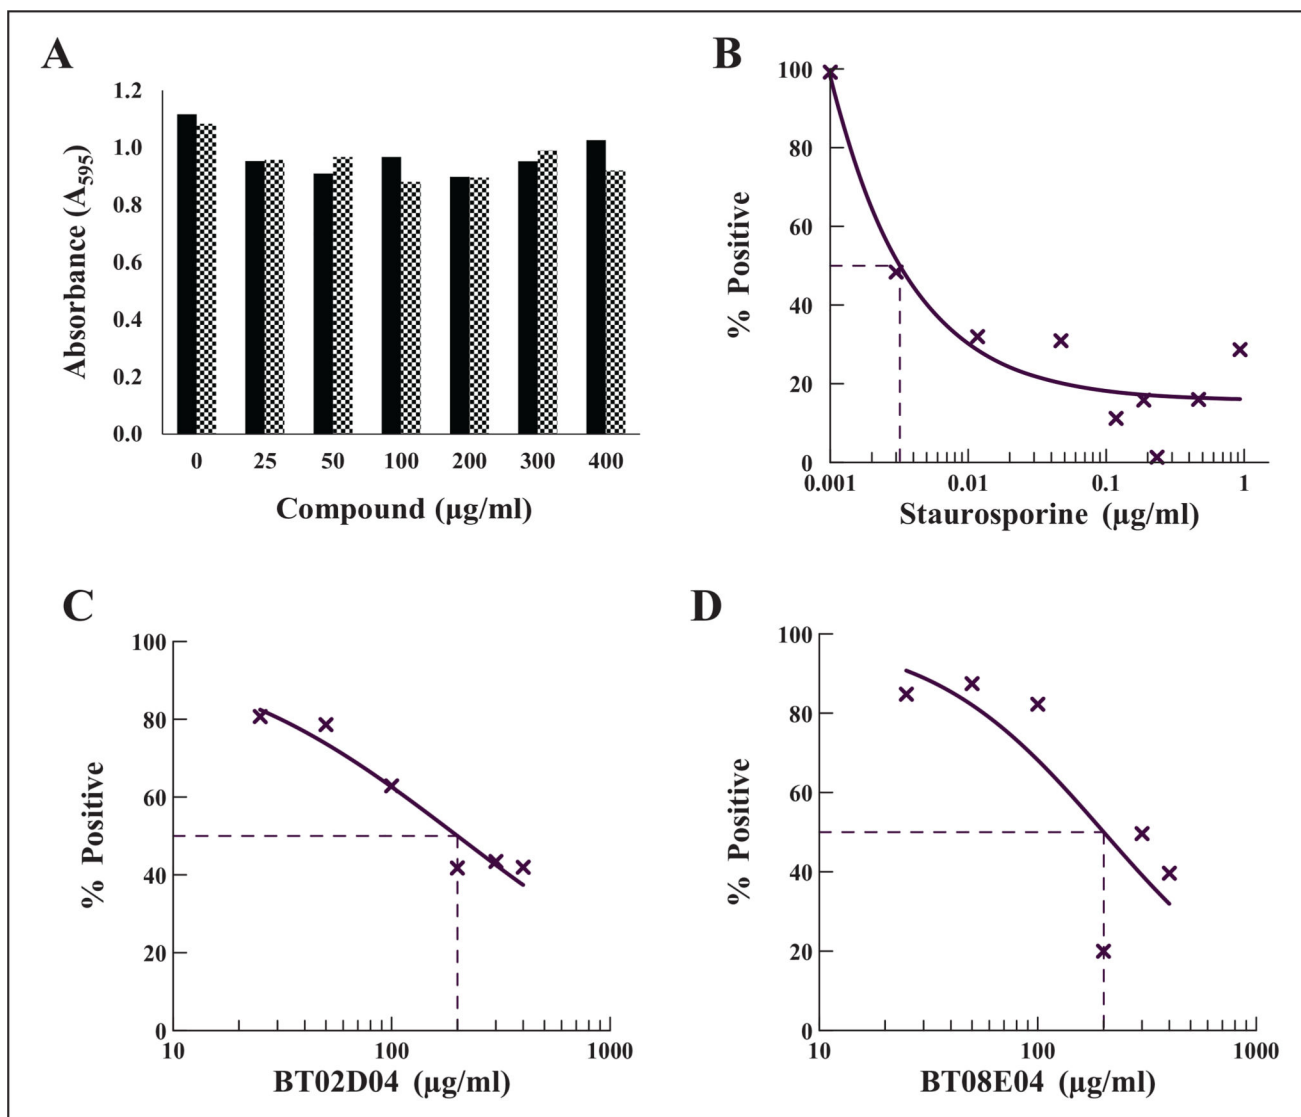 A
1.2
1.0
0.8
0.6
0.4
0.2
0.0
Absorbance (A595)
0 25 50 100 200 300 400
Compound (μg/ml)
B
100
80
60
40
20
0
% Positive
0.001 0.01 0.1 1
Staurosporine (μg/ml)
C
100
80
60
40
20
0
% Positive
10 100 1000
BT02D04 (μg/ml)
D
100
80
60
40
20
0
% Positive
10 100 1000
BT08E04 (μg/ml)